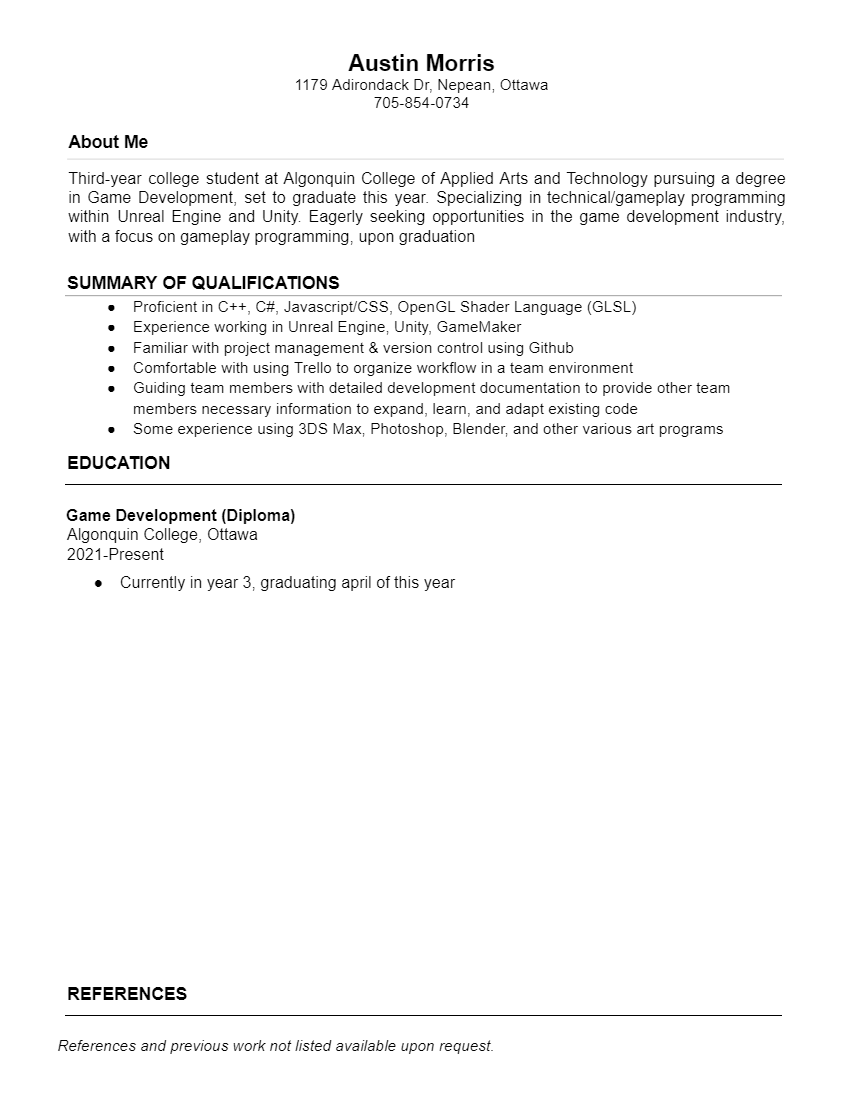 Austin Morris
1179 Adirondack Dr, Nepean, Ottawa
705-854-0734
About Me
Third-year college student at Algonquin College of Applied Arts and Technology pursuing a degree
in Game Development, set to graduate this year. Specializing in technical/gameplay programming
within Unreal Engine and Unity. Eagerly seeking opportunities in the game development industry,
with a focus on gameplay programming, upon graduation
SUMMARY OF QUALIFICATIONS
● Proficient in C++, C#, Javascript/CSS, OpenGL Shader Language (GLSL)
● Experience working in Unreal Engine, Unity, GameMaker
● Familiar with project management & version control using Github
● Comfortable with using Trello to organize workflow in a team environment
● Guiding team members with detailed development documentation to provide other team
members necessary information to expand, learn, and adapt existing code
● Some experience using 3DS Max, Photoshop, Blender, and other various art programs
EDUCATION
Game Development (Diploma)
Algonquin College, Ottawa
2021-Present
● Currently in year 3, graduating april of this year
REFERENCES
References and previous work not listed available upon request.